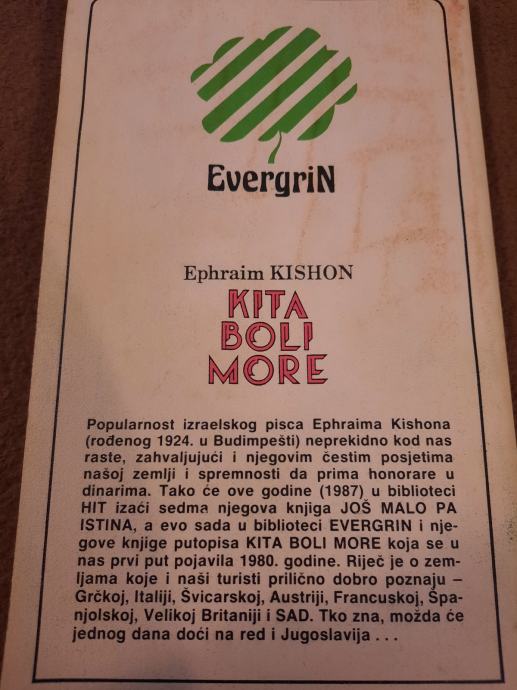 EvergriN
Ephraim KISHON
KITA
BOLI
MORE
Popularnost izraelskog pisca Ephraima Kishona
(rođenog 1924. u Budimpešti) neprekidno kod nas
raste, zahvaljujući i njegovim čestim posjetima
našoj zemlji i spremnosti da prima honorare u
dinarima. Tako će ove godine (1987) u biblioteci
HIT izaći sedma njegova knjiga JOŠ MALO PA
ISTINA, a evo sada u biblioteci EVERGRIN i nje-
gove knjige putopisa KITA BOLI MORE koja se u
nas prvi put pojavila 1980. godine. Riječ je o zem-
ljama koje i naši turisti prilično dobro poznaju –
Grčkoj, Italiji, Švicarskoj, Austriji, Francuskoj, Špa-
njolskoj, Velikoj Britaniji i SAD. Tko zna, možda će
jednog dana doći na red i Jugoslavija . . .